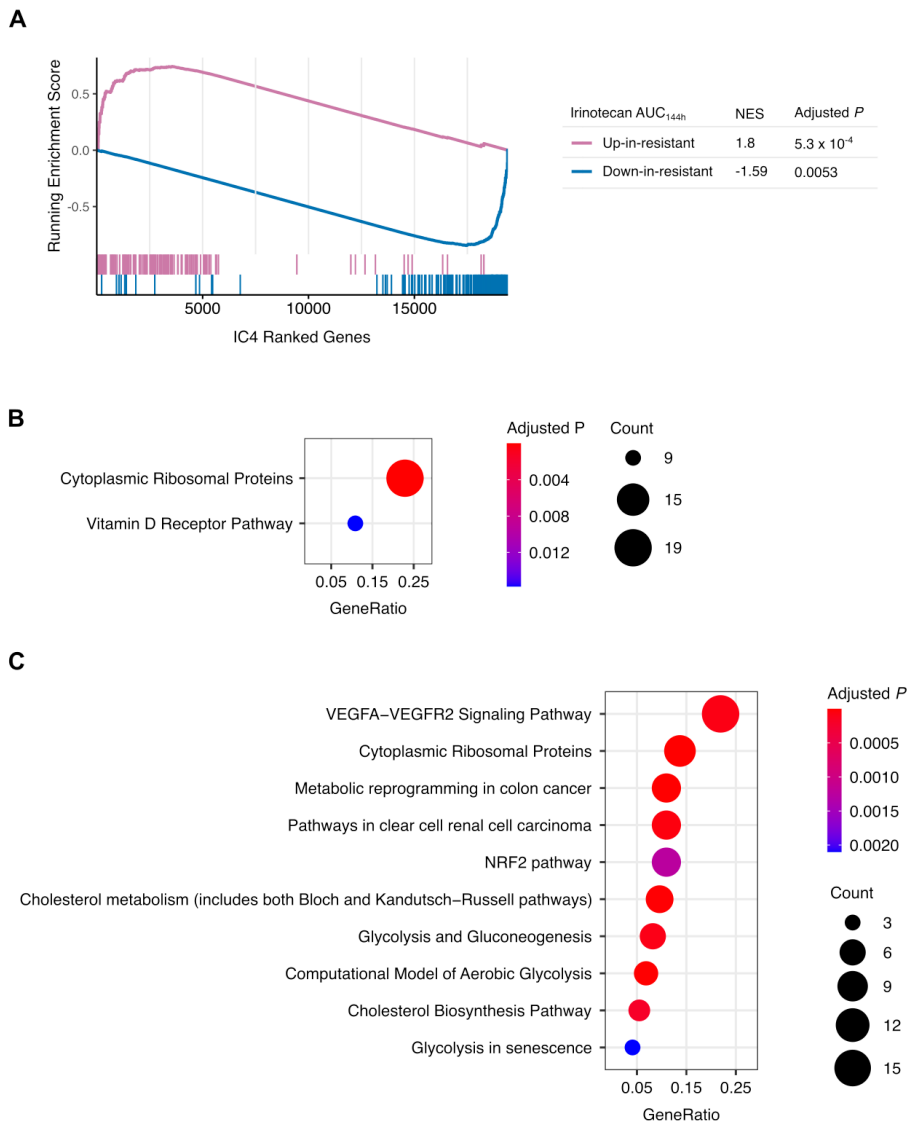 A
Running Enrichment Score
0.5
0.0
-0.5
5000 10000 15000
IC4 Ranked Genes
Irinotecan AUC144h NES Adjusted P
Up-in-resistant 1.8 5.3 x 10-4
Down-in-resistant -1.59 0.0053
B
Cytoplasmic Ribosomal Proteins
Vitamin D Receptor Pathway
0.05 0.15 0.25
GeneRatio
Adjusted P
0.004
0.008
0.012
Count
9
15
19
C
VEGFA−VEGFR2 Signaling Pathway
Cytoplasmic Ribosomal Proteins
Metabolic reprogramming in colon cancer
Pathways in clear cell renal cell carcinoma
NRF2 pathway
Cholesterol metabolism (includes both Bloch and Kandutsch−Russell pathways)
Glycolysis and Gluconeogenesis
Computational Model of Aerobic Glycolysis
Cholesterol Biosynthesis Pathway
Glycolysis in senescence
0.05 0.15 0.25
GeneRatio
Adjusted P
0.0005
0.0010
0.0015
0.0020
Count
3
6
9
12
15